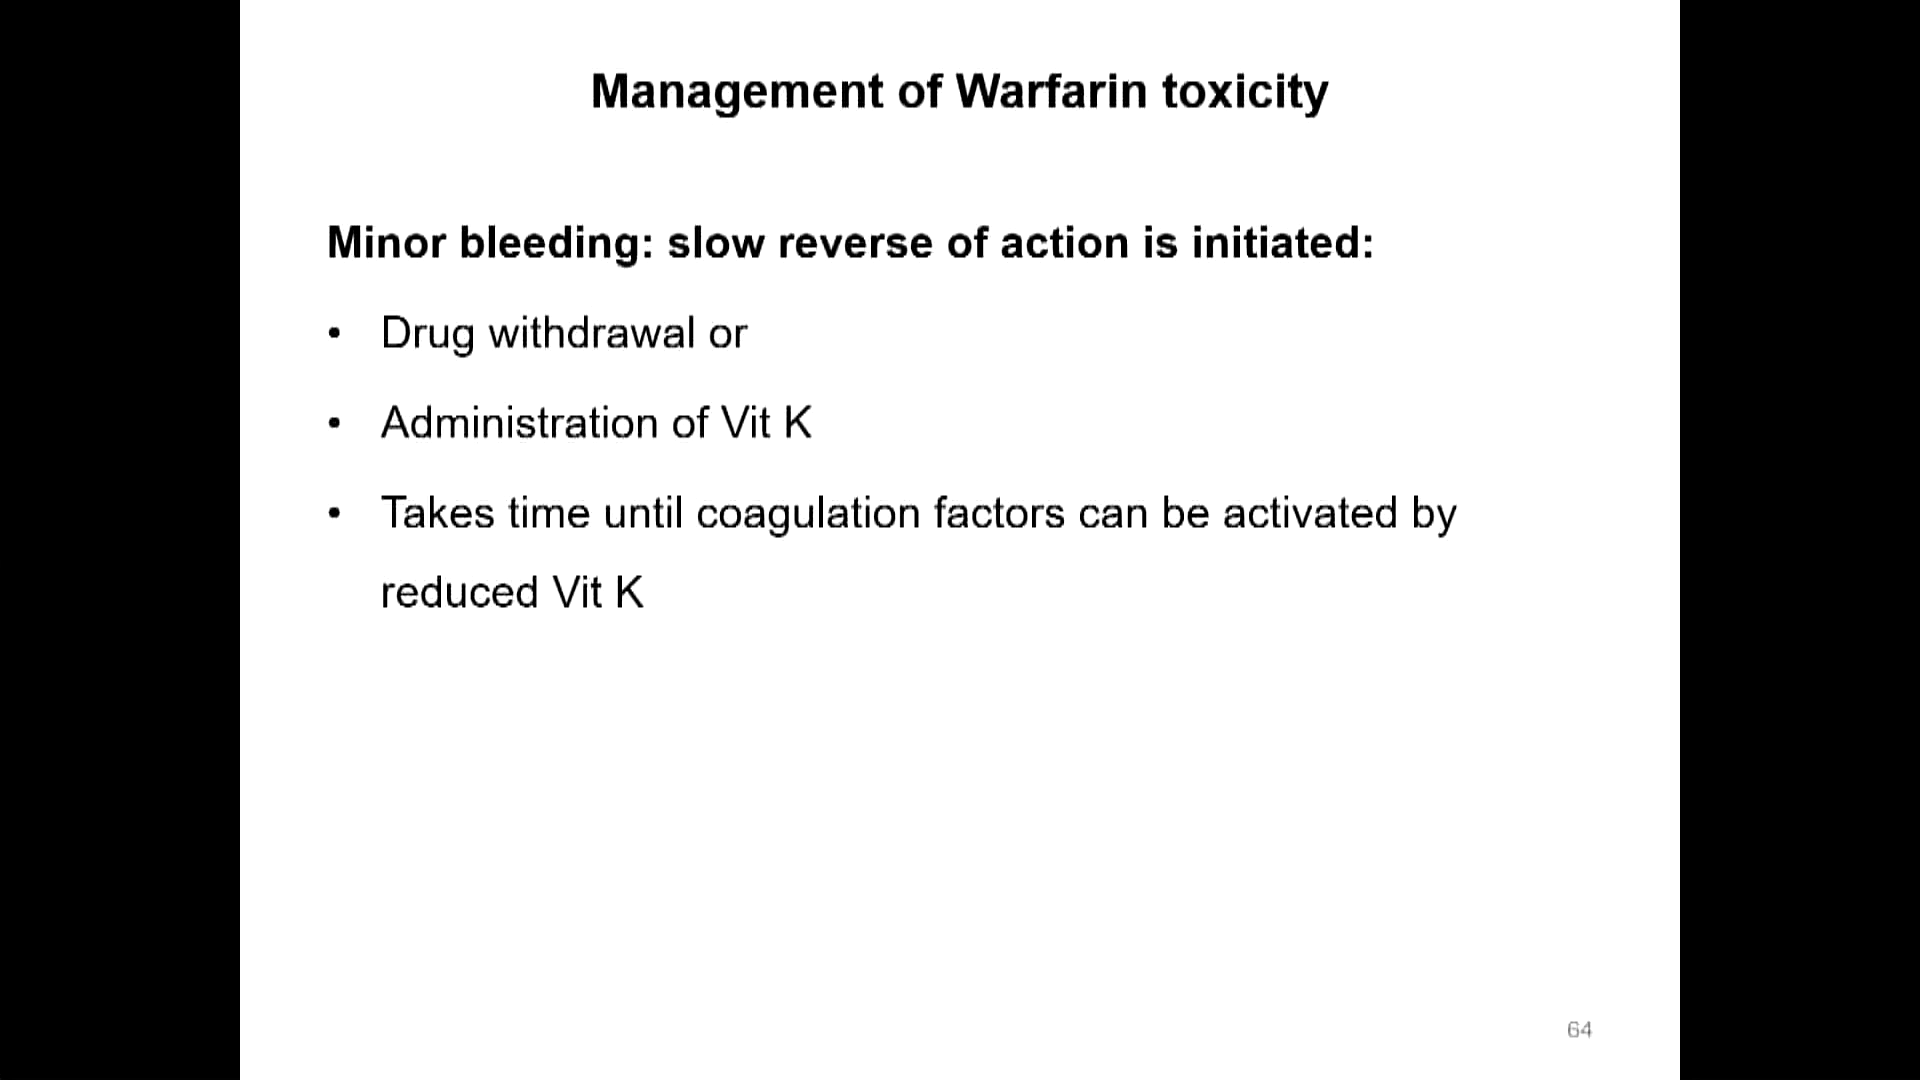 Management of Warfarin toxicity
Minor bleeding: slow reverse of action is initiated:
• Drug withdrawal or
• Administration of Vit K
• Takes time until coagulation factors can be activated by
reduced Vit K
64